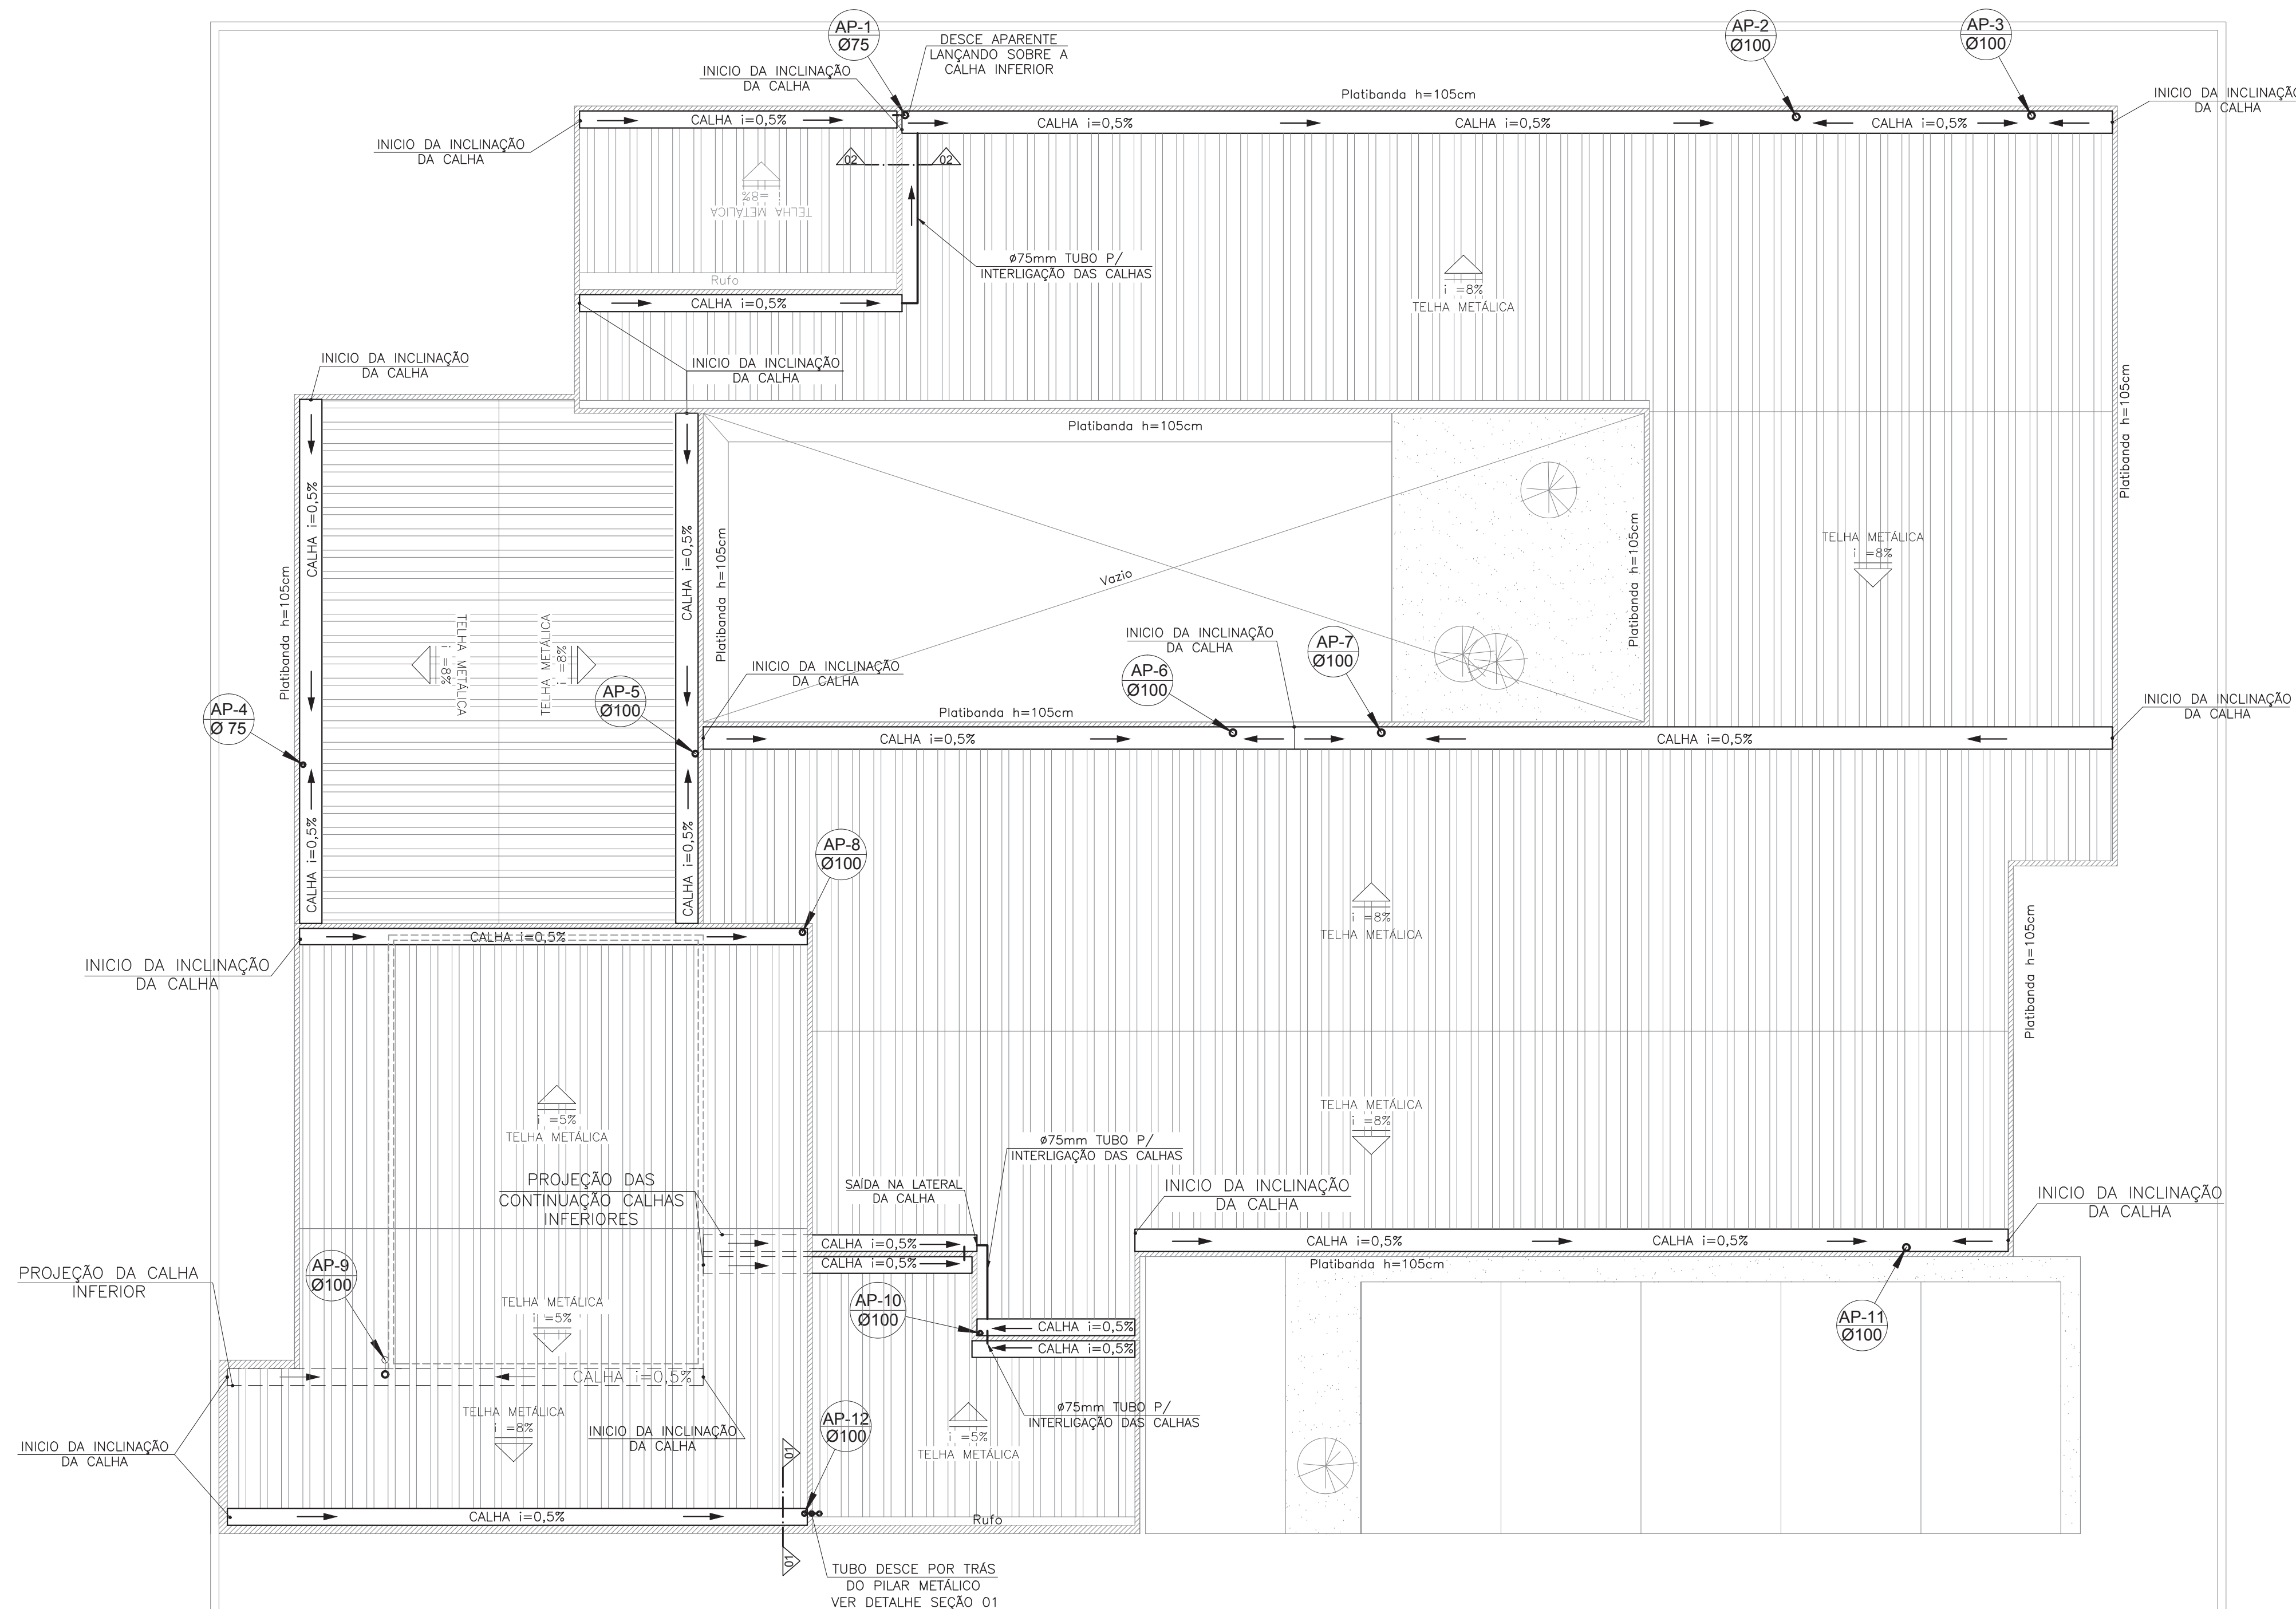 AP-1
Ø75
DESCE APARENTE
LANÇANDO SOBRE A
CALHA INFERIOR
AP-2
Ø100
AP-3
Ø100
INICIO DA INCLINAÇÃO
DA CALHA
Platibanda h=105cm
INICIO DA INCLINAÇÃO
DA CALHA
CALHA i=0,5%
CALHA i=0,5%
CALHA i=0,5%
CALHA i=0,5%
INICIO DA INCLINAÇÃO
DA CALHA
02
02
TELHA METÁLICA
i =8%
Rufo
ø75mm TUBO P/
INTERLIGAÇÃO DAS CALHAS
i =8%
TELHA METÁLICA
CALHA i=0,5%
INICIO DA INCLINAÇÃO
DA CALHA
INICIO DA INCLINAÇÃO
DA CALHA
Platibanda h=105cm
Platibanda h=105cm
CALHA i=0,5%
CALHA i=0,5%
Platibanda h=105cm
Platibanda h=105cm
Platibanda h=105cm
TELHA METÁLICA
i =8%
Vazio
TELHA METÁLICA
i =8%
TELHA METÁLICA
i =8%
INICIO DA INCLINAÇÃO
DA CALHA
AP-6
Ø100
AP-7
Ø100
INICIO DA INCLINAÇÃO
DA CALHA
AP-5
Ø100
AP-4
Ø 75
INICIO DA INCLINAÇÃO
DA CALHA
Platibanda h=105cm
CALHA i=0,5%
CALHA i=0,5%
CALHA i=0,5%
CALHA i=0,5%
AP-8
Ø100
i =8%
TELHA METÁLICA
Platibanda h=105cm
CALHA i=0,5%
INICIO DA INCLINAÇÃO
DA CALHA
i =5%
TELHA METÁLICA
TELHA METÁLICA
i =8%
ø75mm TUBO P/
INTERLIGAÇÃO DAS CALHAS
PROJEÇÃO DAS
CONTINUAÇÃO CALHAS
INFERIORES
SAÍDA NA LATERAL
DA CALHA
INICIO DA INCLINAÇÃO
DA CALHA
INICIO DA INCLINAÇÃO
DA CALHA
CALHA i=0,5%
CALHA i=0,5%
CALHA i=0,5%
CALHA i=0,5%
Platibanda h=105cm
PROJEÇÃO DA CALHA
INFERIOR
AP-9
Ø100
TELHA METÁLICA
i =5%
AP-10
Ø100
CALHA i=0,5%
CALHA i=0,5%
AP-11
Ø100
CALHA i=0,5%
TELHA METÁLICA
i =8%
INICIO DA INCLINAÇÃO
DA CALHA
AP-12
Ø100
ø75mm TUBO P/
INTERLIGAÇÃO DAS CALHAS
i =5%
TELHA METÁLICA
INICIO DA INCLINAÇÃO
DA CALHA
01
CALHA i=0,5%
Rufo
01
TUBO DESCE POR TRÁS
DO PILAR METÁLICO
VER DETALHE SEÇÃO 01